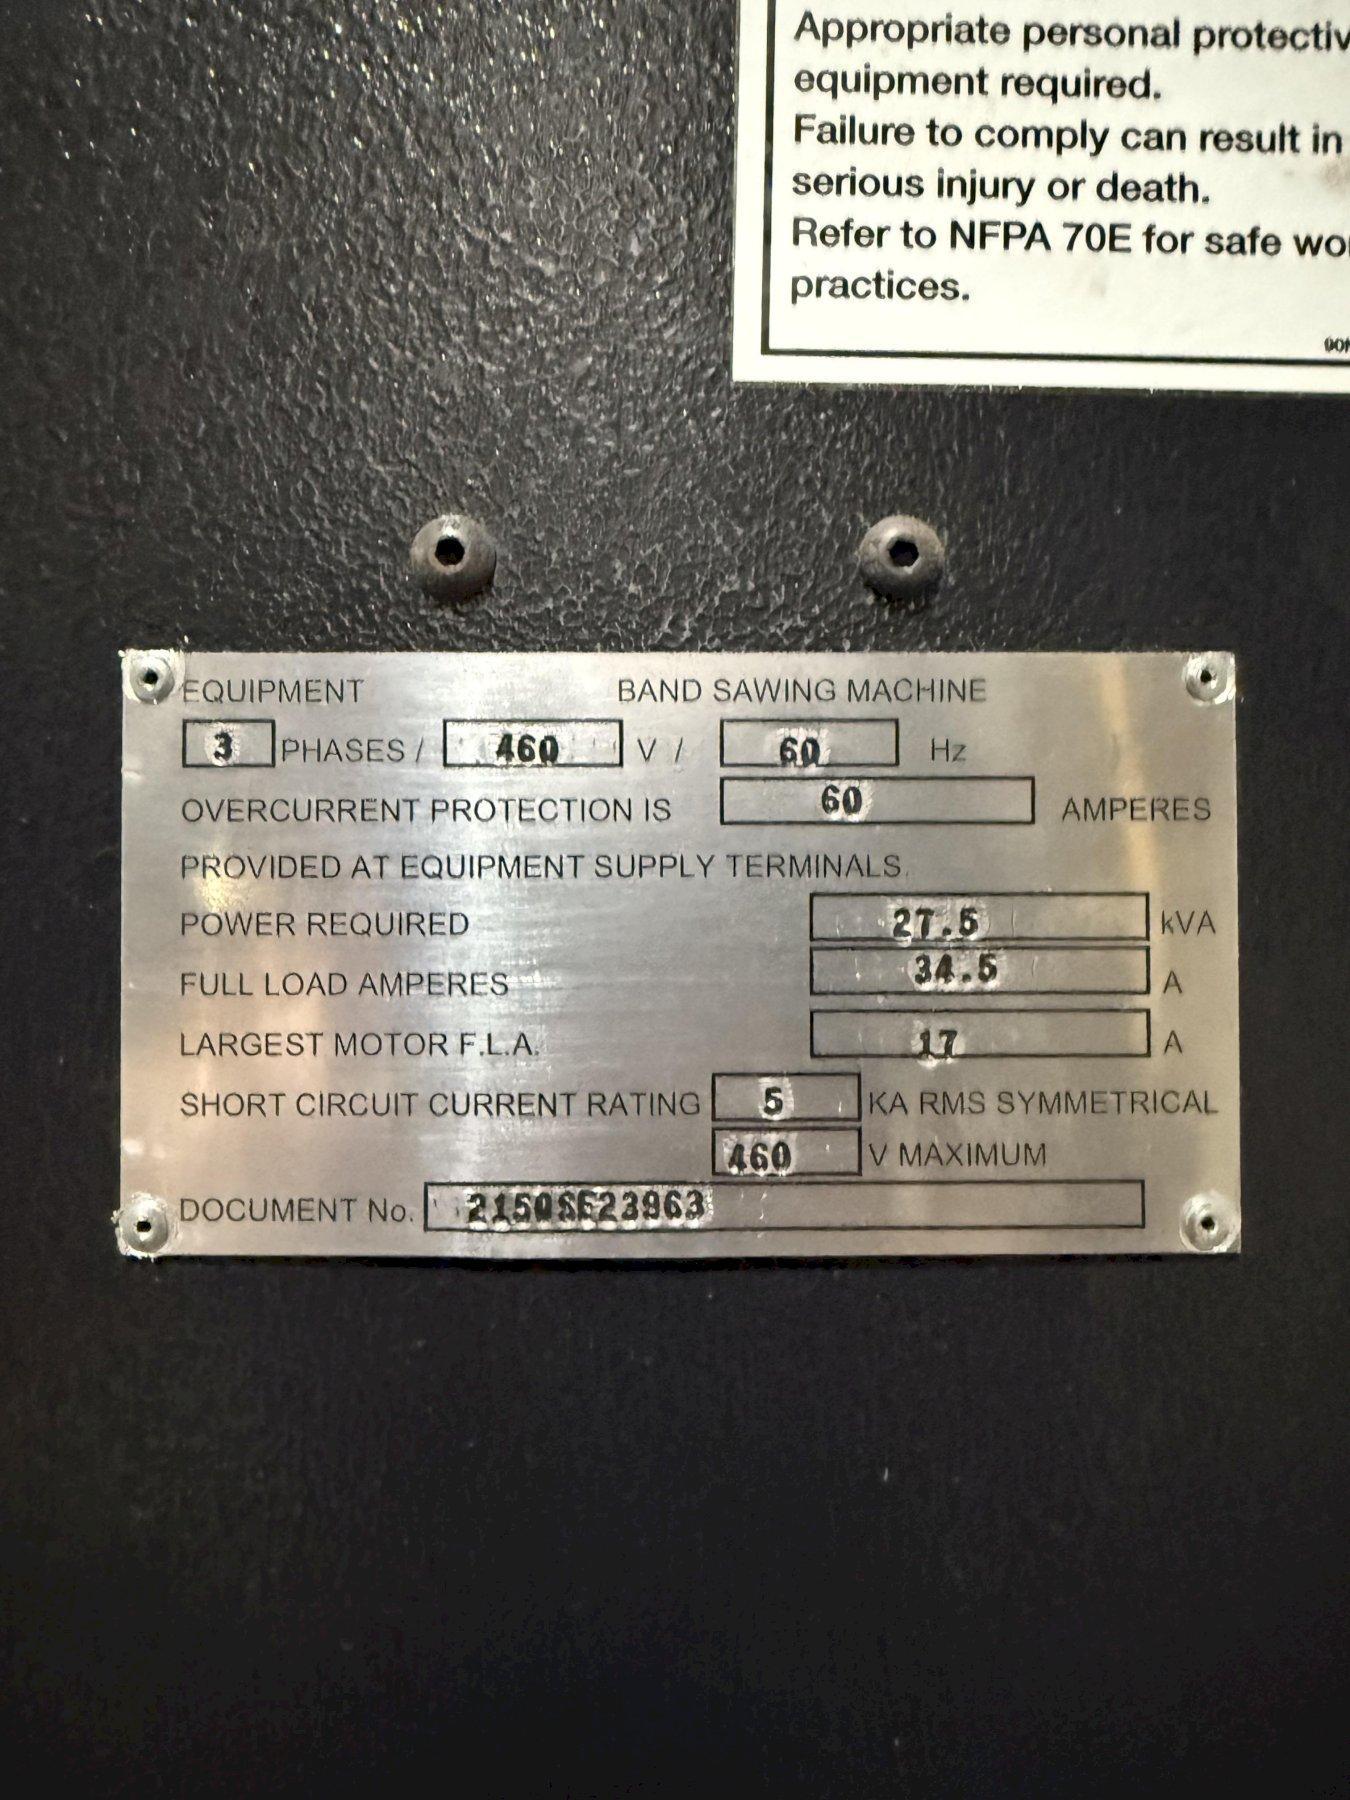 Appropriate personal protectiv
equipment required.
Failure to comply can result in
serious injury or death.
Refer to NFPA 70E for safe wor
practices.
EQUIPMENT BAND SAWING MACHINE
3 PHASES / 460 V / 60 Hz
OVERCURRENT PROTECTION IS 60 AMPERES
PROVIDED AT EQUIPMENT SUPPLY TERMINALS.
POWER REQUIRED 27.5 kVA
FULL LOAD AMPERES 34.5 A
LARGEST MOTOR F.L.A. 17 A
SHORT CIRCUIT CURRENT RATING 5 KA RMS SYMMETRICAL
460 V MAXIMUM
DOCUMENT No.